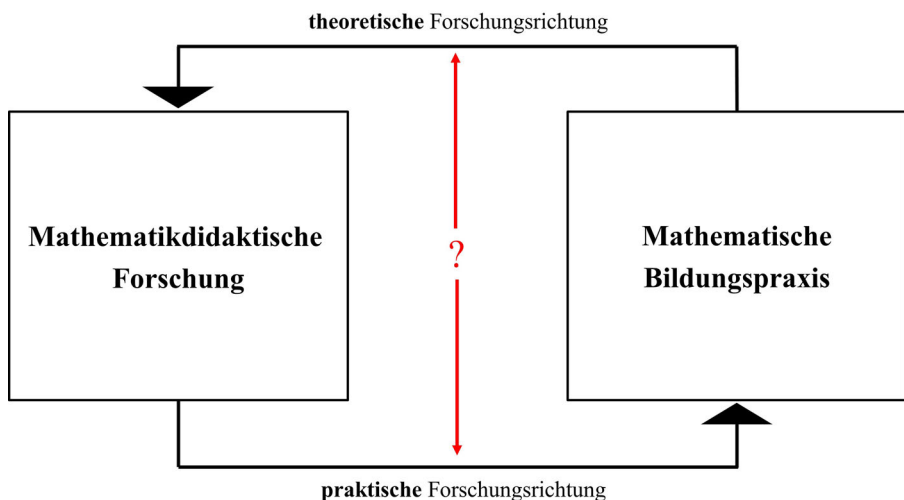 theoretische Forschungsrichtung
Mathematikdidaktische
Forschung
?
Mathematische
Bildungspraxis
praktische Forschungsrichtung